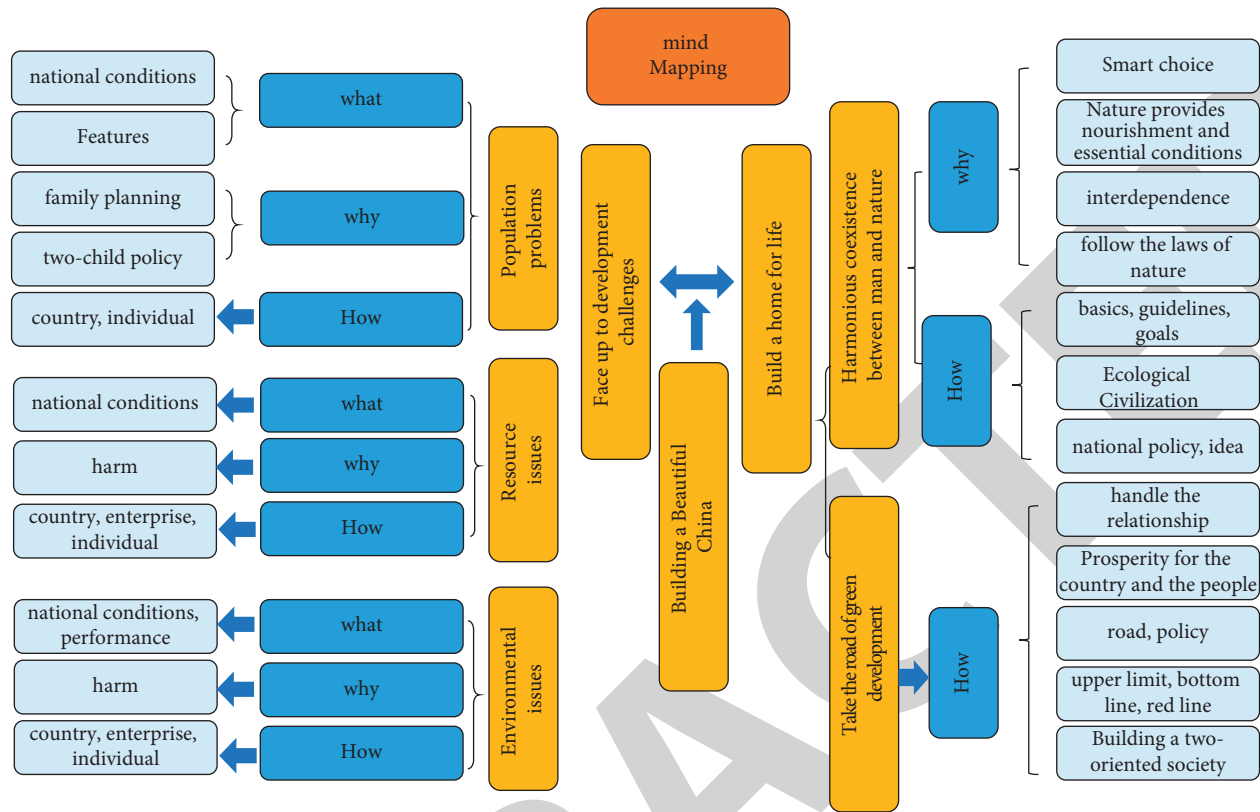 mind
Mapping
national conditions
Features
family planning
two-child policy
country, individual
what
why
How
Population
problems
national conditions
harm
country, enterprise,
individual
what
why
How
Resource
issues
national conditions,
performance
harm
country, enterprise,
individual
what
why
How
Environmental
issues
Face up to development
challenges
Building a Beautiful
China
Build a home for life
Harmonious coexistence
between man and nature
why
Smart choice
Nature provides
nourishment and
essential conditions
interdependence
follow the laws of
nature
How
basics, guidelines,
goals
Ecological
Civilization
national policy, idea
Take the road of green
development
How
handle the
relationship
Prosperity for the
country and the people
road, policy
upper limit, bottom
line, red line
Building a two-
oriented society